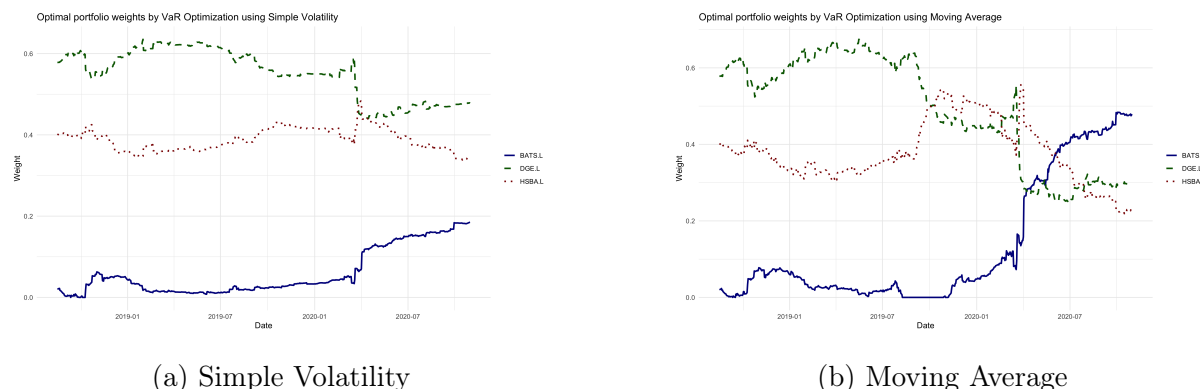 Optimal portfolio weights by VaR Optimization using Simple Volatility
0.6
0.4
0.2
0.0
Weight
2019-01
2019-07
2020-01
2020-07
Date
BATS.L
DGE.L
HSBA.L
(a) Simple Volatility
Optimal portfolio weights by VaR Optimization using Moving Average
0.6
0.4
0.2
0.0
Weight
2019-01
2019-07
2020-01
2020-07
Date
BATS
DGE.L
HSBA
(b) Moving Average